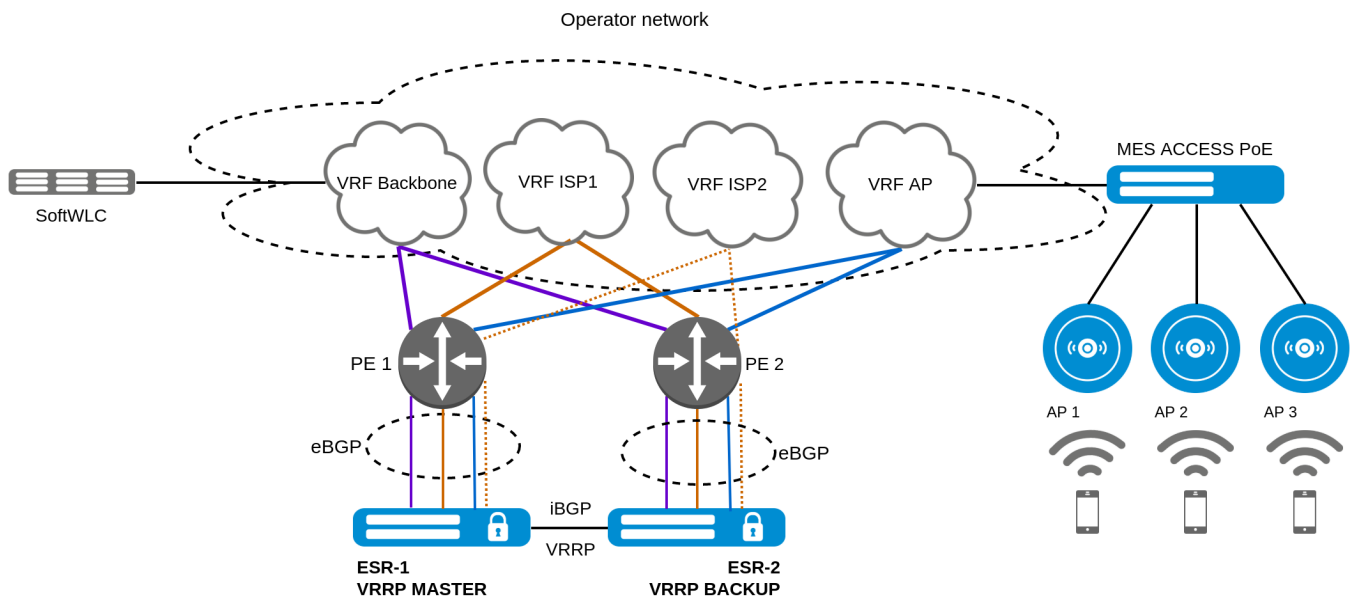 Operator network
MES ACCESS PoE
VRF Backbone
VRF ISP1
VRF ISP2
VRF AP
SoftWLC
PE 1
PE 2
AP 1
AP 2
AP 3
eBGP
eBGP
iBGP
VRRP
ESR-1
VRRP MASTER
ESR-2
VRRP BACKUP